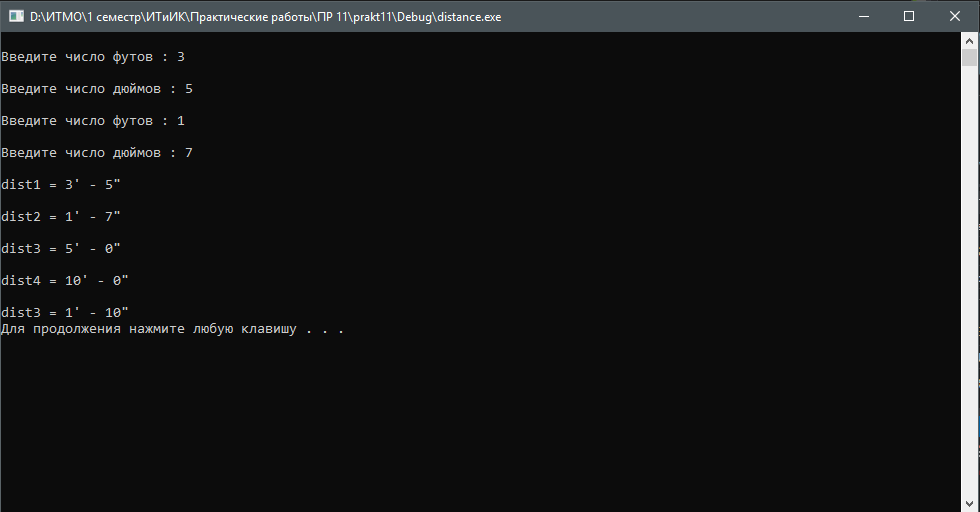 D:\ИТМО\1 семестр\ИТиИК\Практические работы\ПР 11\prakt11\Debug\distance.exe
Введите число футов : 3
Введите число дюймов : 5
Введите число футов : 1
Введите число дюймов : 7
dist1 = 3' - 5"
dist2 = 1' - 7"
dist3 = 5' - 0"
dist4 = 10' - 0"
dist3 = 1' - 10"
Для продолжения нажмите любую клавишу . . .